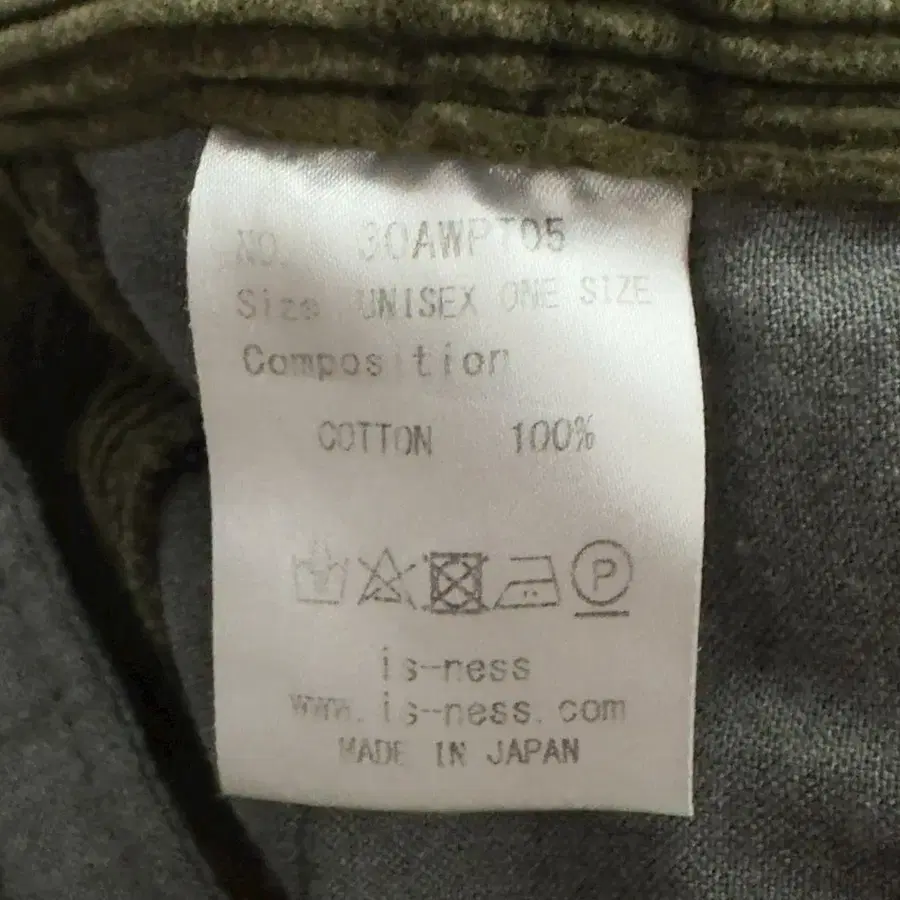 NO. 30AWPT05
Size UNISEX ONE SIZE
Composition
COTTON 100%
P
is-ness
www.is-ness.com
MADE IN JAPAN